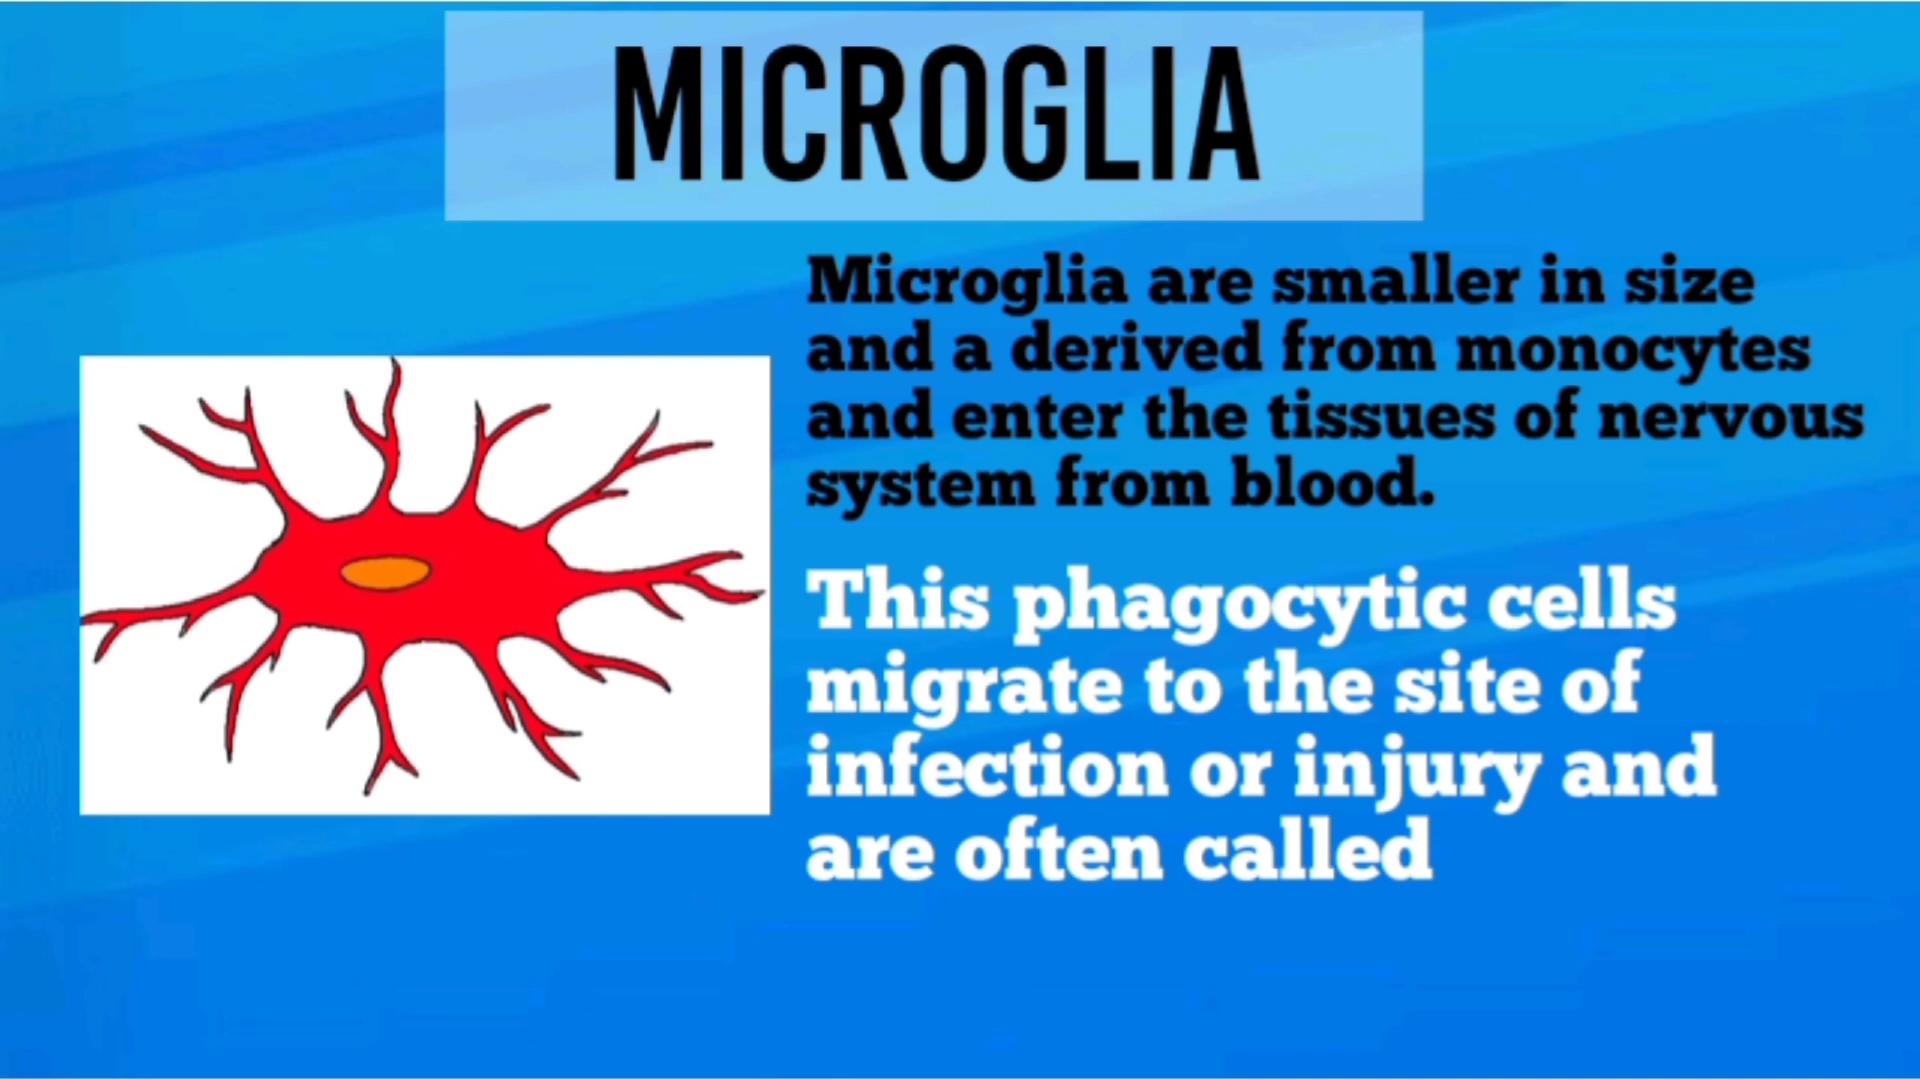 MICROGLIA
Microglia are smaller in size
and a derived from monocytes
and enter the tissues of nervous
system from blood.
This phagocytic cells
migrate to the site of
infection or injury and
are often called